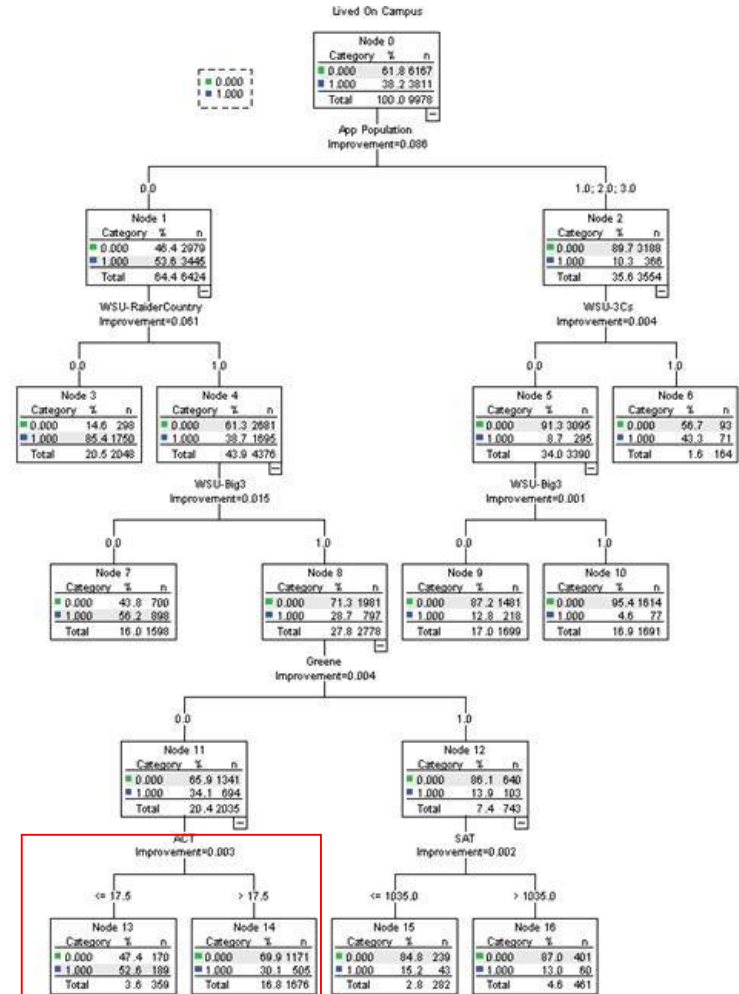 Lived On Campus
0.000
1.000
Node 0
Category % n
0.000 61.8 6167
1.000 38.2 3811
Total 100.0 9978
App Population
Improvement=0.086
0.0
1.0; 2.0; 3.0
Node 1
Category % n
0.000 46.4 2979
1.000 53.6 3445
Total 64.4 6424
Node 2
Category % n
0.000 89.7 3188
1.000 10.3 366
Total 35.6 3554
WSU-RaiderCountry
Improvement=0.061
WSU-3Cs
Improvement=0.004
0.0
1.0
0.0
1.0
Node 3
Category % n
0.000 14.6 298
1.000 85.4 1750
Total 20.5 2048
Node 4
Category % n
0.000 61.3 2681
1.000 38.7 1695
Total 43.9 4376
Node 5
Category % n
0.000 91.3 3095
1.000 8.7 295
Total 34.0 3390
Node 6
Category % n
0.000 56.7 93
1.000 43.3 71
Total 1.6 164
WSU-Big3
Improvement=0.015
WSU-Big3
Improvement=0.001
0.0
1.0
0.0
1.0
Node 7
Category % n
0.000 43.8 700
1.000 56.2 898
Total 16.0 1598
Node 8
Category % n
0.000 71.3 1981
1.000 28.7 797
Total 27.8 2778
Node 9
Category % n
0.000 87.2 1481
1.000 12.8 218
Total 17.0 1699
Node 10
Category % n
0.000 95.4 1614
1.000 4.6 77
Total 16.9 1691
Greene
Improvement=0.004
0.0
1.0
Node 11
Category % n
0.000 65.9 1341
1.000 34.1 694
Total 20.4 2035
Node 12
Category % n
0.000 86.1 640
1.000 13.9 103
Total 7.4 743
ACT
Improvement=0.003
SAT
Improvement=0.002
<= 17.5
> 17.5
<= 1035.0
> 1035.0
Node 13
Category % n
0.000 47.4 170
1.000 52.6 189
Total 3.6 359
Node 14
Category % n
0.000 69.9 1171
1.000 30.1 505
Total 16.8 1676
Node 15
Category % n
0.000 84.8 239
1.000 15.2 43
Total 2.8 282
Node 16
Category % n
0.000 87.0 401
1.000 13.0 60
Total 4.6 461